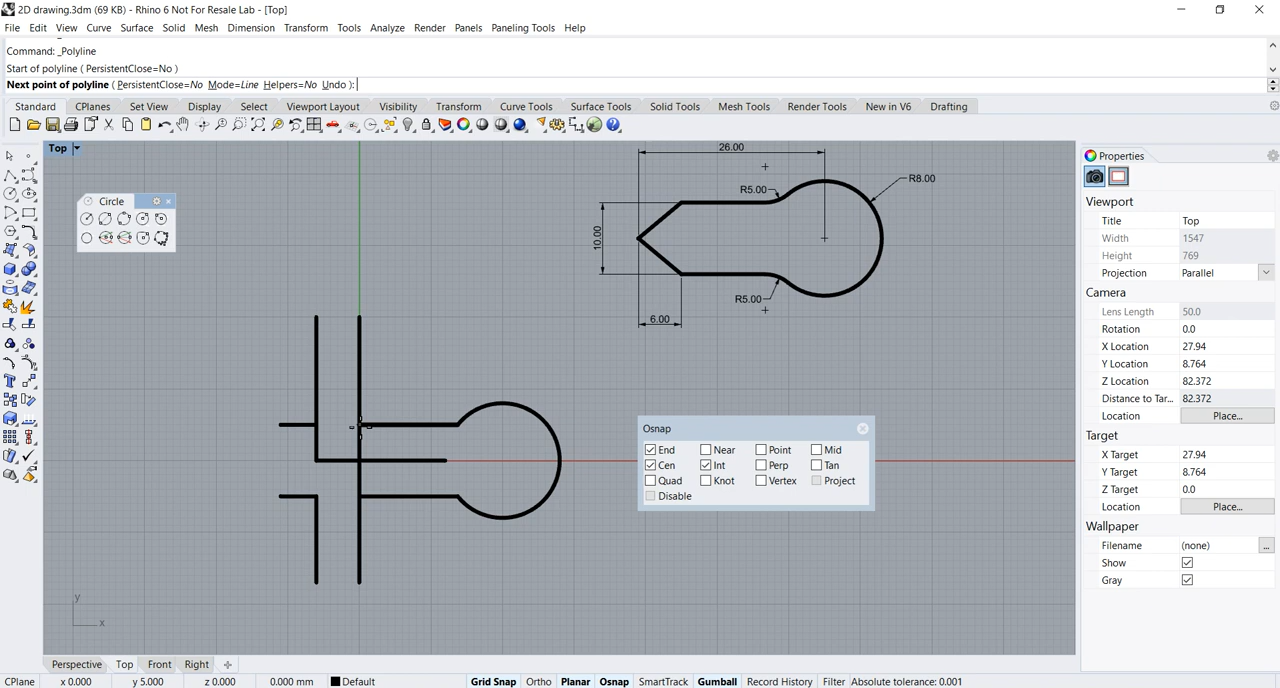 2D drawing.3dm (69 KB) - Rhino 6 Not For Resale Lab - [Top]
File Edit View Curve Surface Solid Mesh Dimension Transform Tools Analyze Render Panels Paneling Tools Help
Command: _Polyline
Start of polyline ( PersistentClose=No )
Next point of polyline ( PersistentClose=No Mode=Line Helpers=No Undo ):
Standard CPlanes Set View Display Select Viewport Layout Visibility Transform Curve Tools Surface Tools Solid Tools Mesh Tools Render Tools New in V6 Drafting
Top
Circle
26.00
R5.00
R8.00
10.00
R5.00
6.00
Osnap
End Near Point Mid
Cen Int Perp Tan
Quad Knot Vertex Project
Disable
y
x
Properties
Viewport
Title Top
Width 1547
Height 769
Projection Parallel
Camera
Lens Length 50.0
Rotation 0.0
X Location 27.94
Y Location 8.764
Z Location 82.372
Distance to Tar... 82.372
Location Place...
Target
X Target 27.94
Y Target 8.764
Z Target 0.0
Location Place...
Wallpaper
Filename (none) ...
Show
Gray
Perspective Top Front Right
CPlane x 0.000 y 5.000 z 0.000 0.000 mm Default Grid Snap Ortho Planar Osnap SmartTrack Gumball Record History Filter Absolute tolerance: 0.001